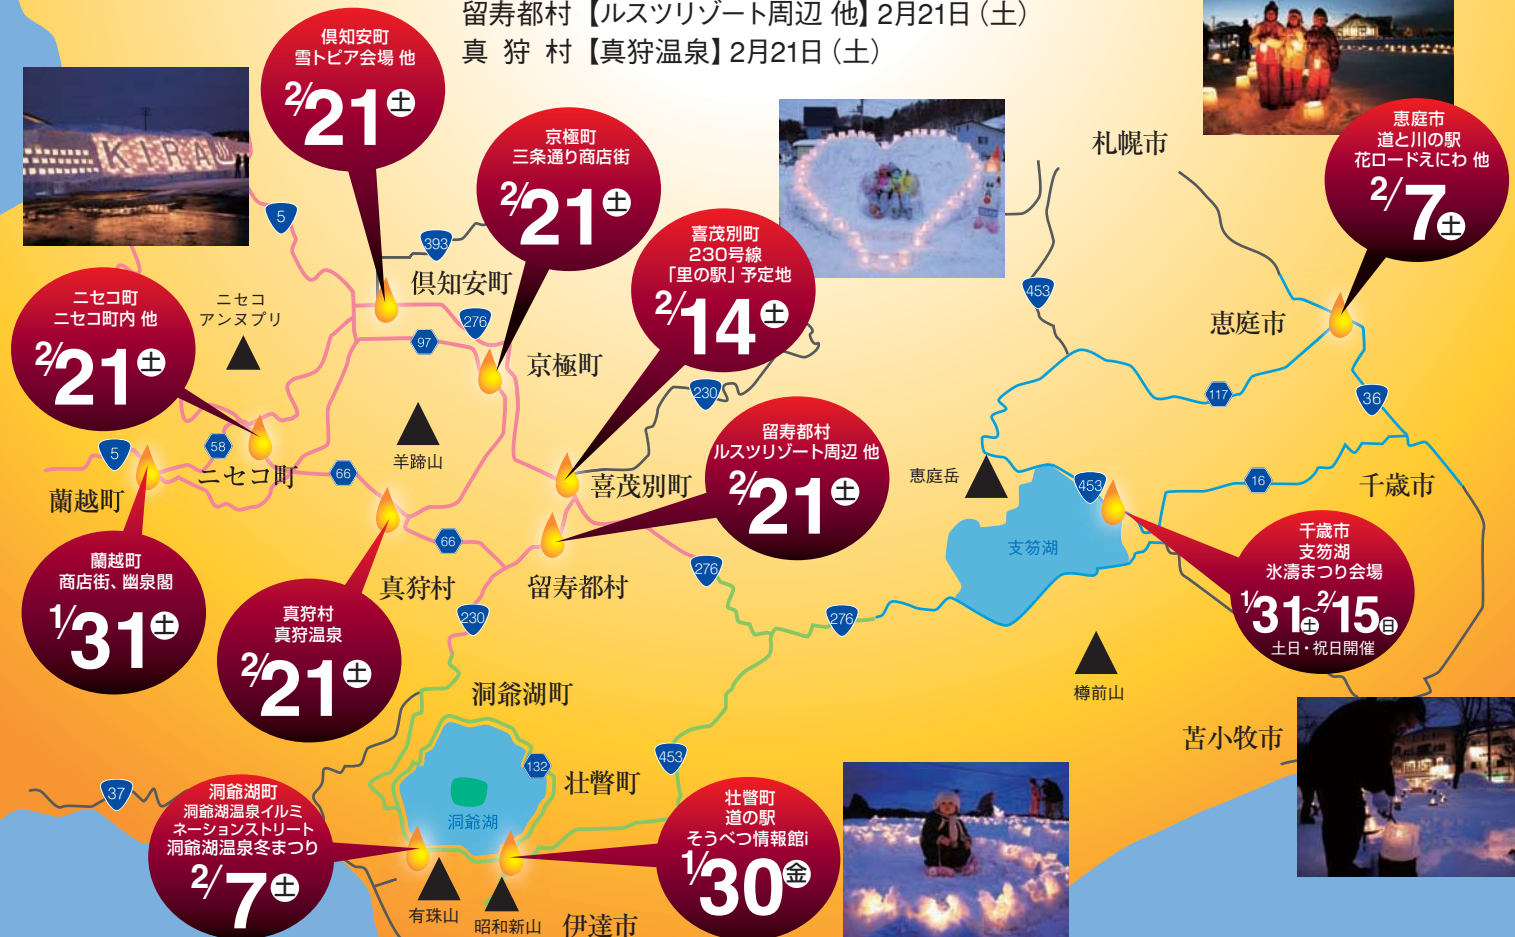 留寿都村【ルスツリゾート周辺 他】2月21日（土）
真 狩 村【真狩温泉】2月21日（土）
倶知安町
雪トピア会場 他
2/21土
京極町
三条通り商店街
2/21土
喜茂別町
230号線
「里の駅」予定地
2/14土
恵庭市
道と川の駅
花ロードえにわ 他
2/7土
ニセコ町
ニセコ町内 他
2/21土
留寿都村
ルスツリゾート周辺 他
2/21土
蘭越町
商店街、幽泉閣
1/31土
真狩村
真狩温泉
2/21土
千歳市
支笏湖
氷濤まつり会場
1/31土〜2/15日
土日・祝日開催
洞爺湖町
洞爺湖温泉イルミ
ネーションストリート
洞爺湖温泉冬まつり
2/7土
壮瞥町
道の駅
そうべつ情報館i
1/30金
KIRA
札幌市
5
393
倶知安町
453
ニセコ
アンヌプリ
276
恵庭市
97
京極町
230
117
36
羊蹄山
58
5
ニセコ町
66
蘭越町
喜茂別町
恵庭岳
453
16
千歳市
66
支笏湖
真狩村
留寿都村
276
230
276
樽前山
洞爺湖町
苫小牧市
453
132
壮瞥町
37
洞爺湖
有珠山
昭和新山
伊達市